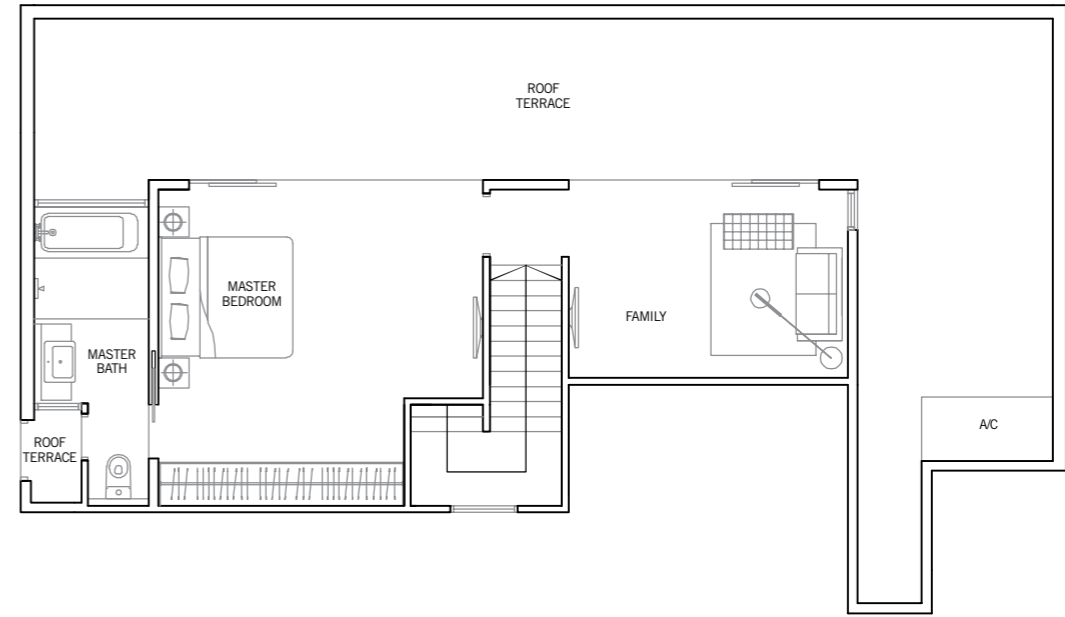 ROOF
TERRACE
MASTER
BEDROOM
FAMILY
MASTER
BATH
A/C
ROOF
TERRACE